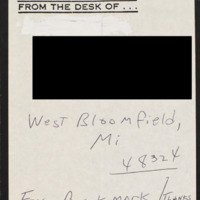 FROM THE DESK OF ...
West Bloomfield,
Mi
48324